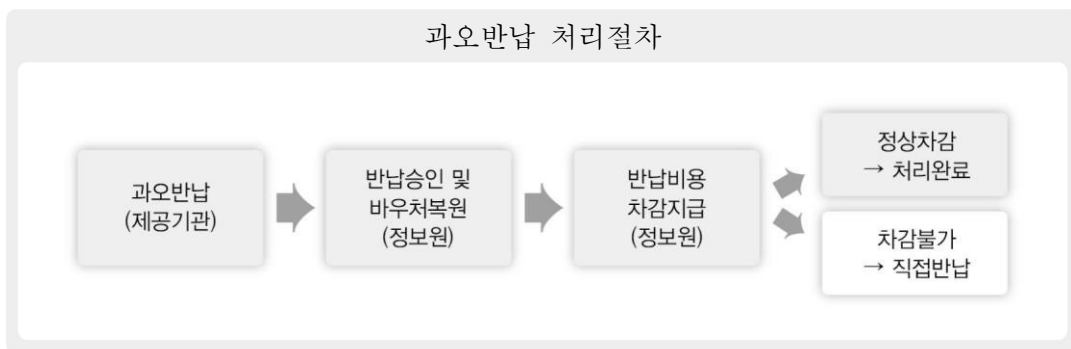 과오반납 처리절차
과오반납
(제공기관)
반납승인 및
바우처복원
(정보원)
반납비용
차감지급
(정보원)
정상차감
→ 처리완료
차감불가
→ 직접반납